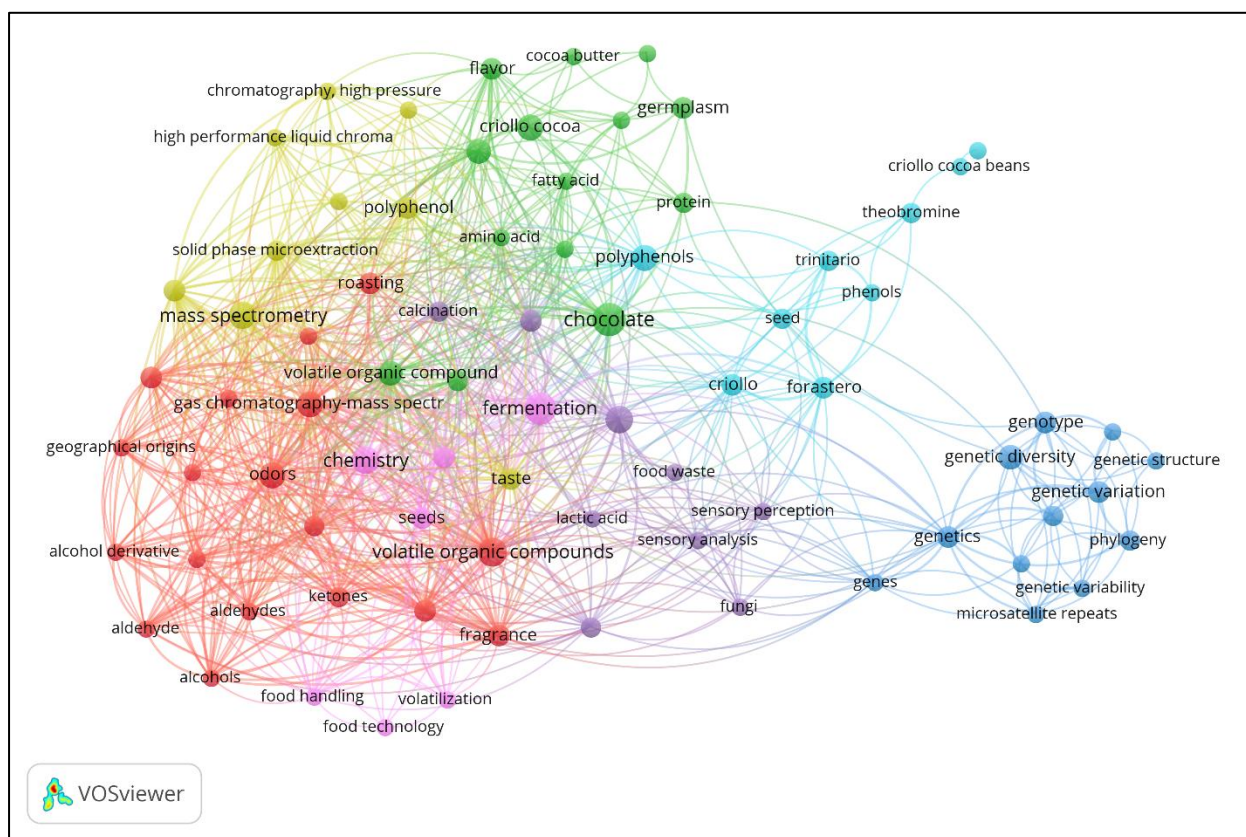 cocoa butter
flavor
chromatography, high pressure
germplasm
criollo cocoa
high performance liquid chroma
criollo cocoa beans
fatty acid
protein
polyphenol
theobromine
amino acid
solid phase microextraction
polyphenols
trinitario
roasting
phenols
calcination
mass spectrometry
chocolate
seed
volatile organic compound
criollo
forastero
gas chromatography-mass spectr
fermentation
genotype
geographical origins
genetic diversity
genetic structure
chemistry
odors
food waste
taste
genetic variation
sensory perception
seeds
lactic acid
sensory analysis
genetics
phylogeny
alcohol derivative
volatile organic compounds
genes
genetic variability
ketones
fungi
aldehydes
microsatellite repeats
aldehyde
fragrance
alcohols
food handling
volatilization
food technology
VOSviewer